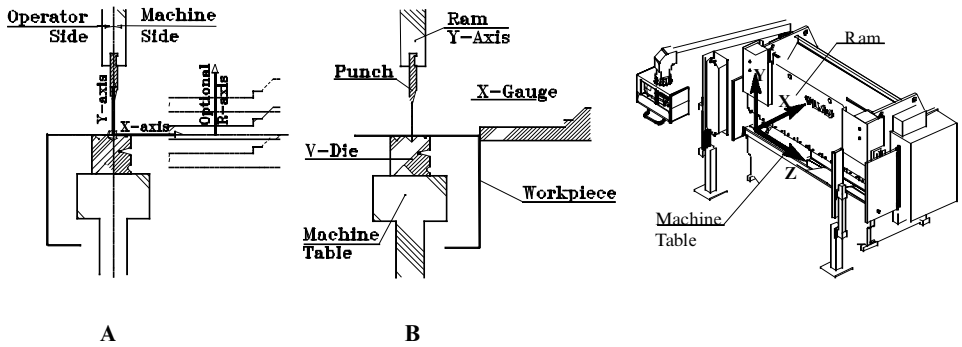 Operator
Side
Machine
Side
Y-axis
X-axis
Optional
R-axis
A
Ram
Y-Axis
Punch
X-Gauge
V-Die
Workpiece
Machine
Table
B
Ram
Y
X
Z
Machine
Table